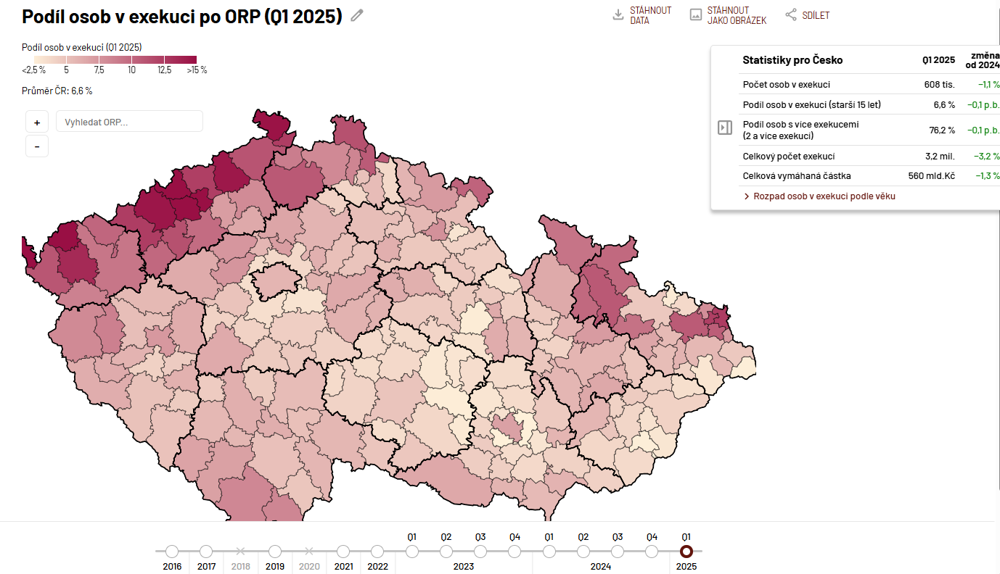 Podíl osob v exekuci po ORP (Q1 2025)
STÁHNOUT
DATA
STÁHNOUT
JAKO OBRÁZEK
SDÍLET
Podíl osob v exekuci (Q1 2025)
<2,5 % 5 7,5 10 12,5 >15 %
Průměr ČR: 6,6 %
+
Vyhledat ORP...
-
Statistiky pro Česko Q1 2025 změna
od 2024
Počet osob v exekuci 608 tis. −1,1 %
Podíl osob v exekuci (starší 15 let) 6,6 % −0,1 p.b.
Podíl osob s více exekucemi
(2 a více exekucí) 76,2 % −0,1 p.b.
Celkový počet exekucí 3,2 mil. −3,2 %
Celková vymáhaná částka 560 mld.Kč −1,3 %
Rozpad osob v exekuci podle věku
Q1 Q2 Q3 Q4 Q1 Q2 Q3 Q4 Q1
2016 2017 2018 2019 2020 2021 2022 2023 2024 2025